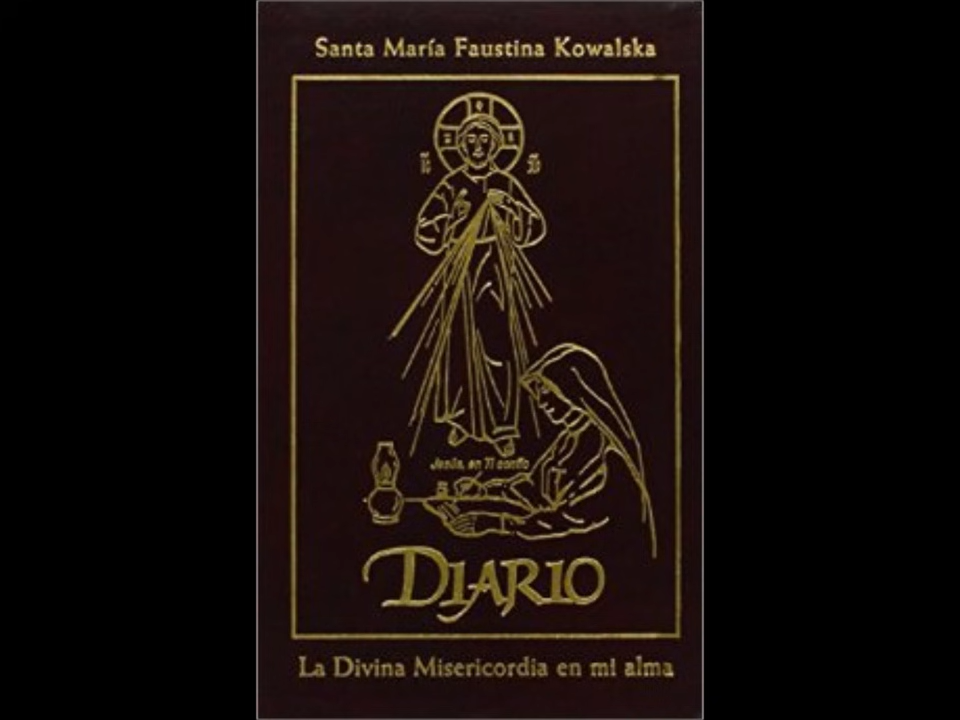 Santa María Faustina Kowalska
Jesús, en Ti confío
DIARIO
La Divina Misericordia en mi alma